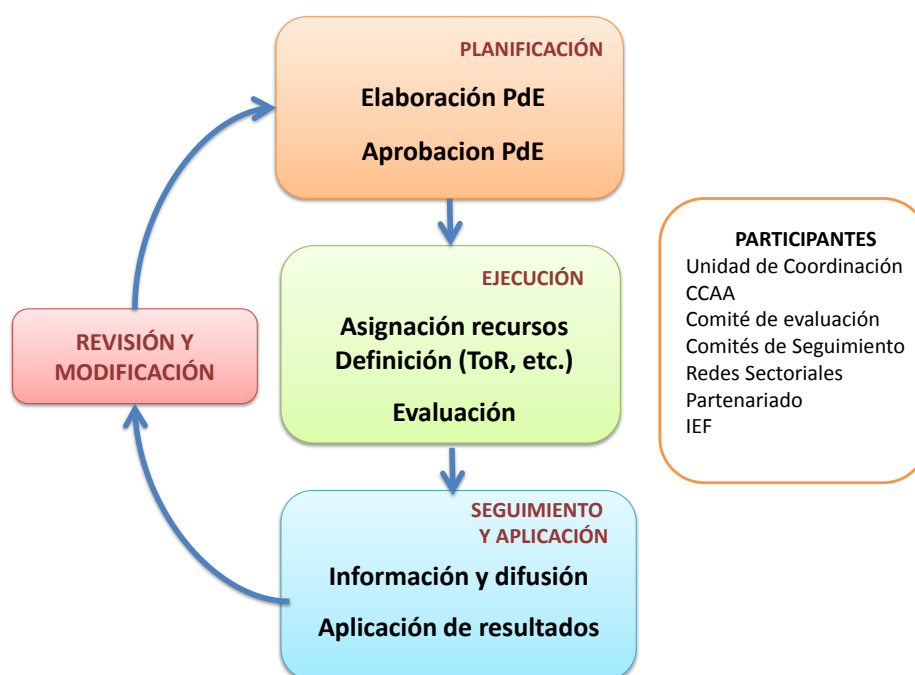 PLANIFICACIÓN
Elaboración PdE
Aprobacion PdE
EJECUCIÓN
Asignación recursos
Definición (ToR, etc.)
Evaluación
SEGUIMIENTO
Y APLICACIÓN
Información y difusión
Aplicación de resultados
REVISIÓN Y
MODIFICACIÓN
PARTICIPANTES
Unidad de Coordinación
CCAA
Comité de evaluación
Comités de Seguimiento
Redes Sectoriales
Partenariado
IEF